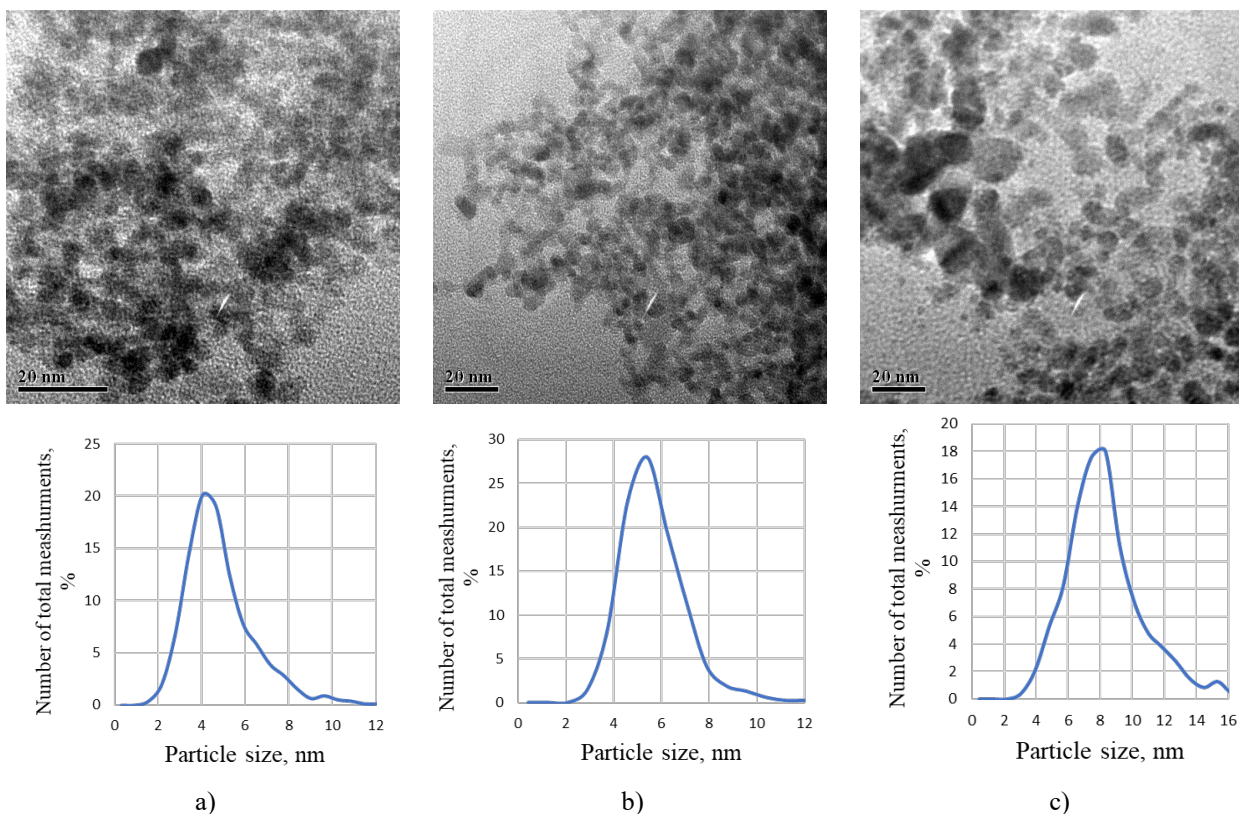 20 nm
20 nm
20 nm
Number of total meashurments,
%
25
20
15
10
5
0
0 2 4 6 8 10 12
Particle size, nm
Number of total meashurments,
%
30
25
20
15
10
5
0
0 2 4 6 8 10 12
Particle size, nm
Number of total meashurments,
%
20
18
16
14
12
10
8
6
4
2
0
0 2 4 6 8 10 12 14 16
Particle size, nm
a)
b)
c)